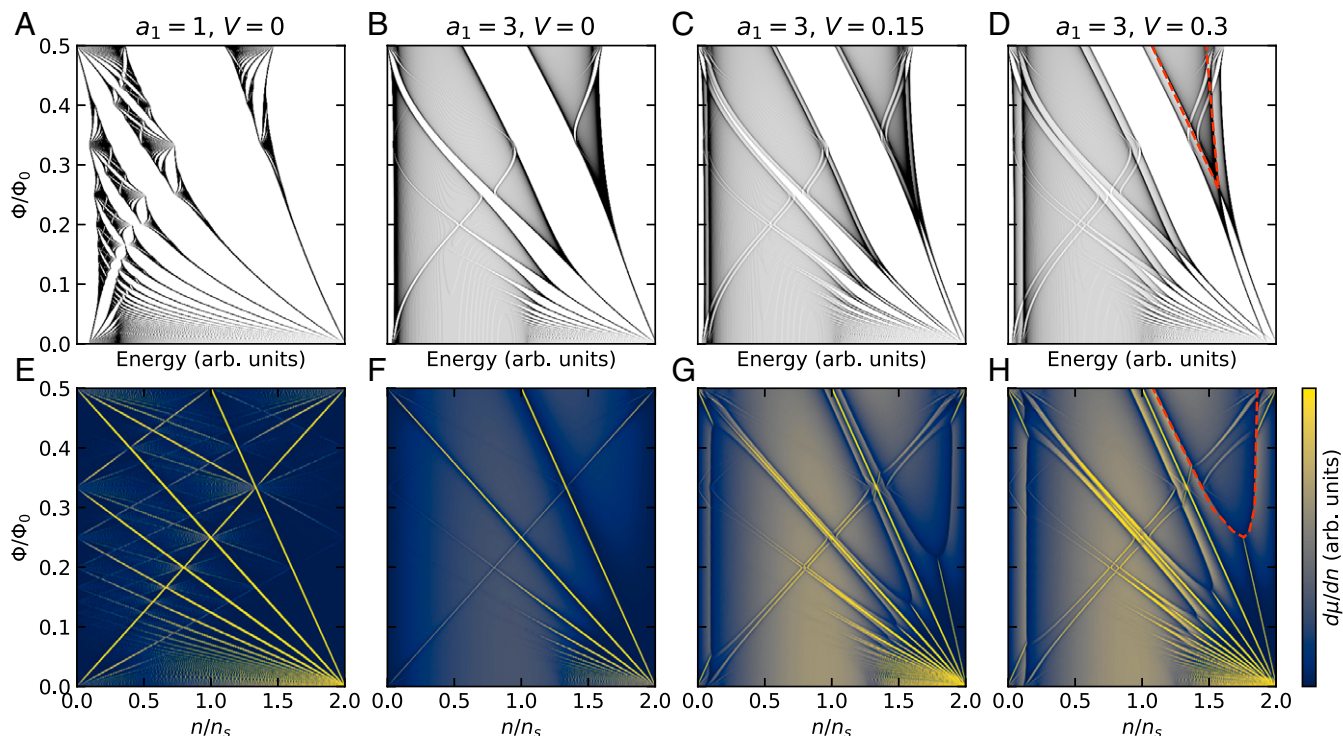 A a₁ = 1, V = 0
B a₁ = 3, V = 0
C a₁ = 3, V = 0.15
D a₁ = 3, V = 0.3
Φ/Φ₀
0.5
0.4
0.3
0.2
0.1
0.0
Energy (arb. units)
Energy (arb. units)
Energy (arb. units)
Energy (arb. units)
E
F
G
H
Φ/Φ₀
0.5
0.4
0.3
0.2
0.1
0.0
0.0 0.5 1.0 1.5 2.0
0.0 0.5 1.0 1.5 2.0
0.0 0.5 1.0 1.5 2.0
0.0 0.5 1.0 1.5 2.0
n/nₛ
n/nₛ
n/nₛ
n/nₛ
dμ/dn (arb. units)